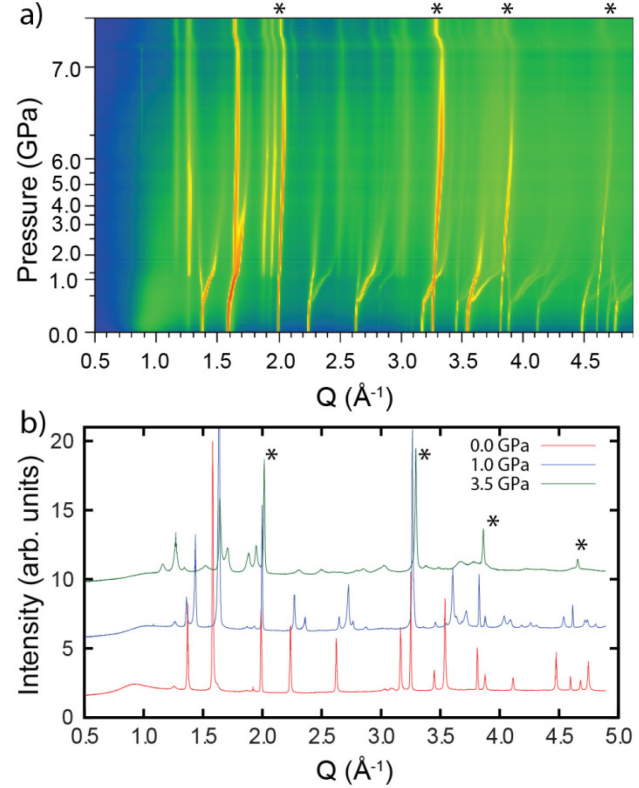 a)
* * * *
Pressure (GPa)
7.0
6.0
5.0
4.0
3.0
2.0
1.0
0.0
0.5 1.0 1.5 2.0 2.5 3.0 3.5 4.0 4.5
Q (Å⁻¹)
b)
Intensity (arb. units)
20
15
10
5
0
0.0 GPa
1.0 GPa
3.5 GPa
* * * *
0.5 1.0 1.5 2.0 2.5 3.0 3.5 4.0 4.5 5.0
Q (Å⁻¹)